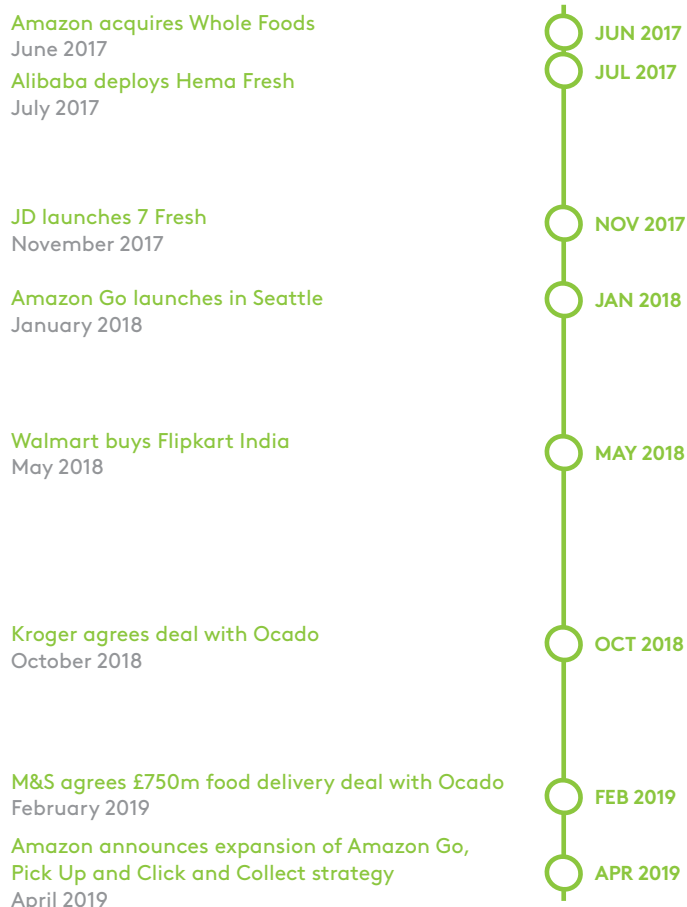 Amazon acquires Whole Foods
June 2017
JUN 2017
Alibaba deploys Hema Fresh
July 2017
JUL 2017
JD launches 7 Fresh
November 2017
NOV 2017
Amazon Go launches in Seattle
January 2018
JAN 2018
Walmart buys Flipkart India
May 2018
MAY 2018
Kroger agrees deal with Ocado
October 2018
OCT 2018
M&S agrees £750m food delivery deal with Ocado
February 2019
FEB 2019
Amazon announces expansion of Amazon Go,
Pick Up and Click and Collect strategy
April 2019
APR 2019